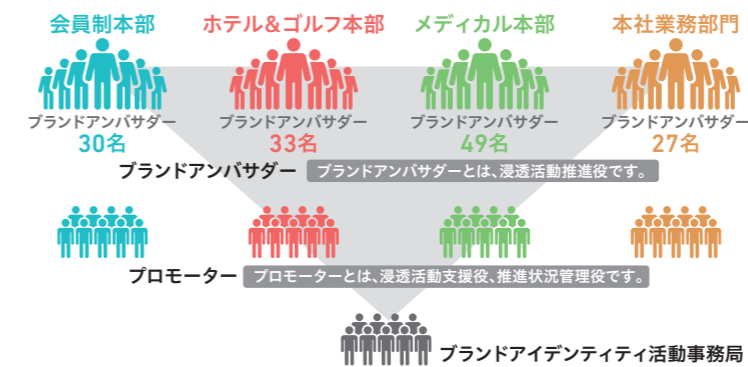 会員制本部 ホテル&ゴルフ本部 メディカル本部 本社業務部門
ブランドアンバサダー ブランドアンバサダー ブランドアンバサダー ブランドアンバサダー
30名 33名 49名 27名
ブランドアンバサダー ブランドアンバサダーとは、浸透活動推進役です。
プロモーター プロモーターとは、浸透活動支援役、推進状況管理役です。
ブランドアイデンティティ活動事務局